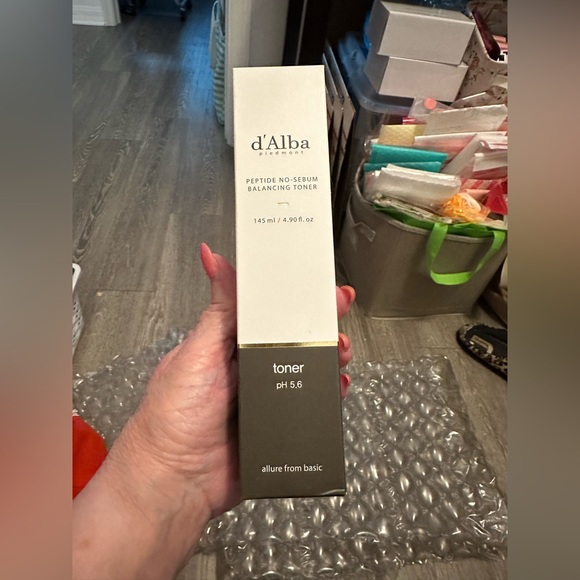 d'Alba
piedmont
PEPTIDE NO-SEBUM
BALANCING TONER
145 ml / 4.90 fl. oz
toner
pH 5.6
allure from basic